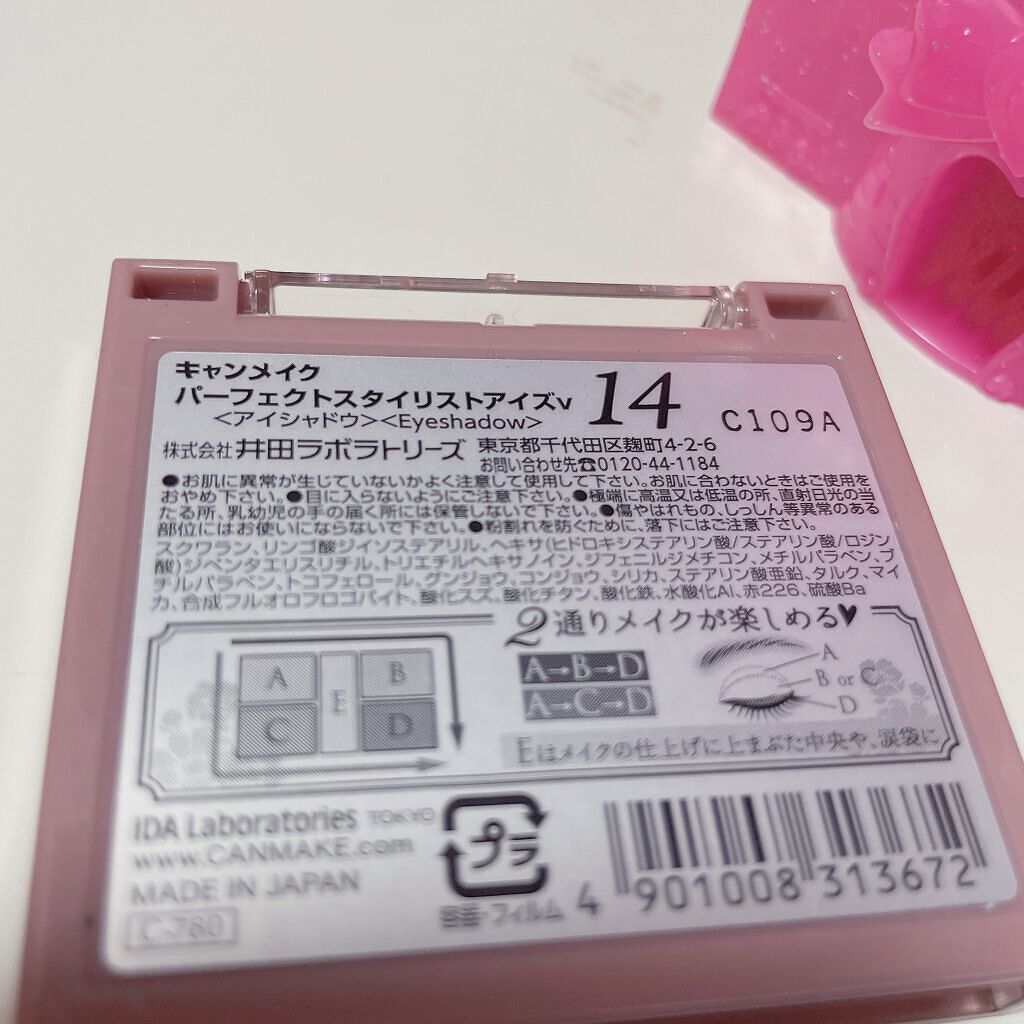 キャンメイク
パーフェクトスタイリストアイズv 14 C109A
<アイシャドウ><Eyeshadow>
株式会社 井田ラボラトリーズ 東京都千代田区麹町4-2-6
お問い合わせ先☎0120-44-1184
●お肌に異常が生じていないかよく注意して使用して下さい。お肌に合わないときはご使用を
おやめ下さい。●目に入らないようにご注意下さい。●極端に高温又は低温の所、直射日光の当
たる所、乳幼児の手の届く所には保管しないで下さい。●傷やはれもの、しっしん等異常のある
部位にはお使いにならないで下さい。●粉割れを防ぐために、落下にはご注意下さい。
スクワラン、リンゴ酸ジイソステアリル、ヘキサ(ヒドロキシステアリン酸/ステアリン酸/ロジン
酸)ジペンタエリスリチル、トリエチルヘキサノイン、ジフェニルジメチコン、メチルパラベン、プ
チルパラベン、トコフェロール、グンジョウ、コンジョウ、シリカ、ステアリン酸亜鉛、タルク、マイ
カ、合成フルオロフロゴパイト、酸化スズ、酸化チタン、酸化鉄、水酸化Al、赤226、硫酸Ba
2通りメイクが楽しめる♥
A B
E
C D
A→B→D
A→C→D
A
B or C
D
Eはメイクの仕上げに上まぶた中央や、涙袋に
IDA Laboratories TOKYO
www.CANMAKE.com
MADE IN JAPAN
C-780
プラ
容器・フィルム
4 901008 313672